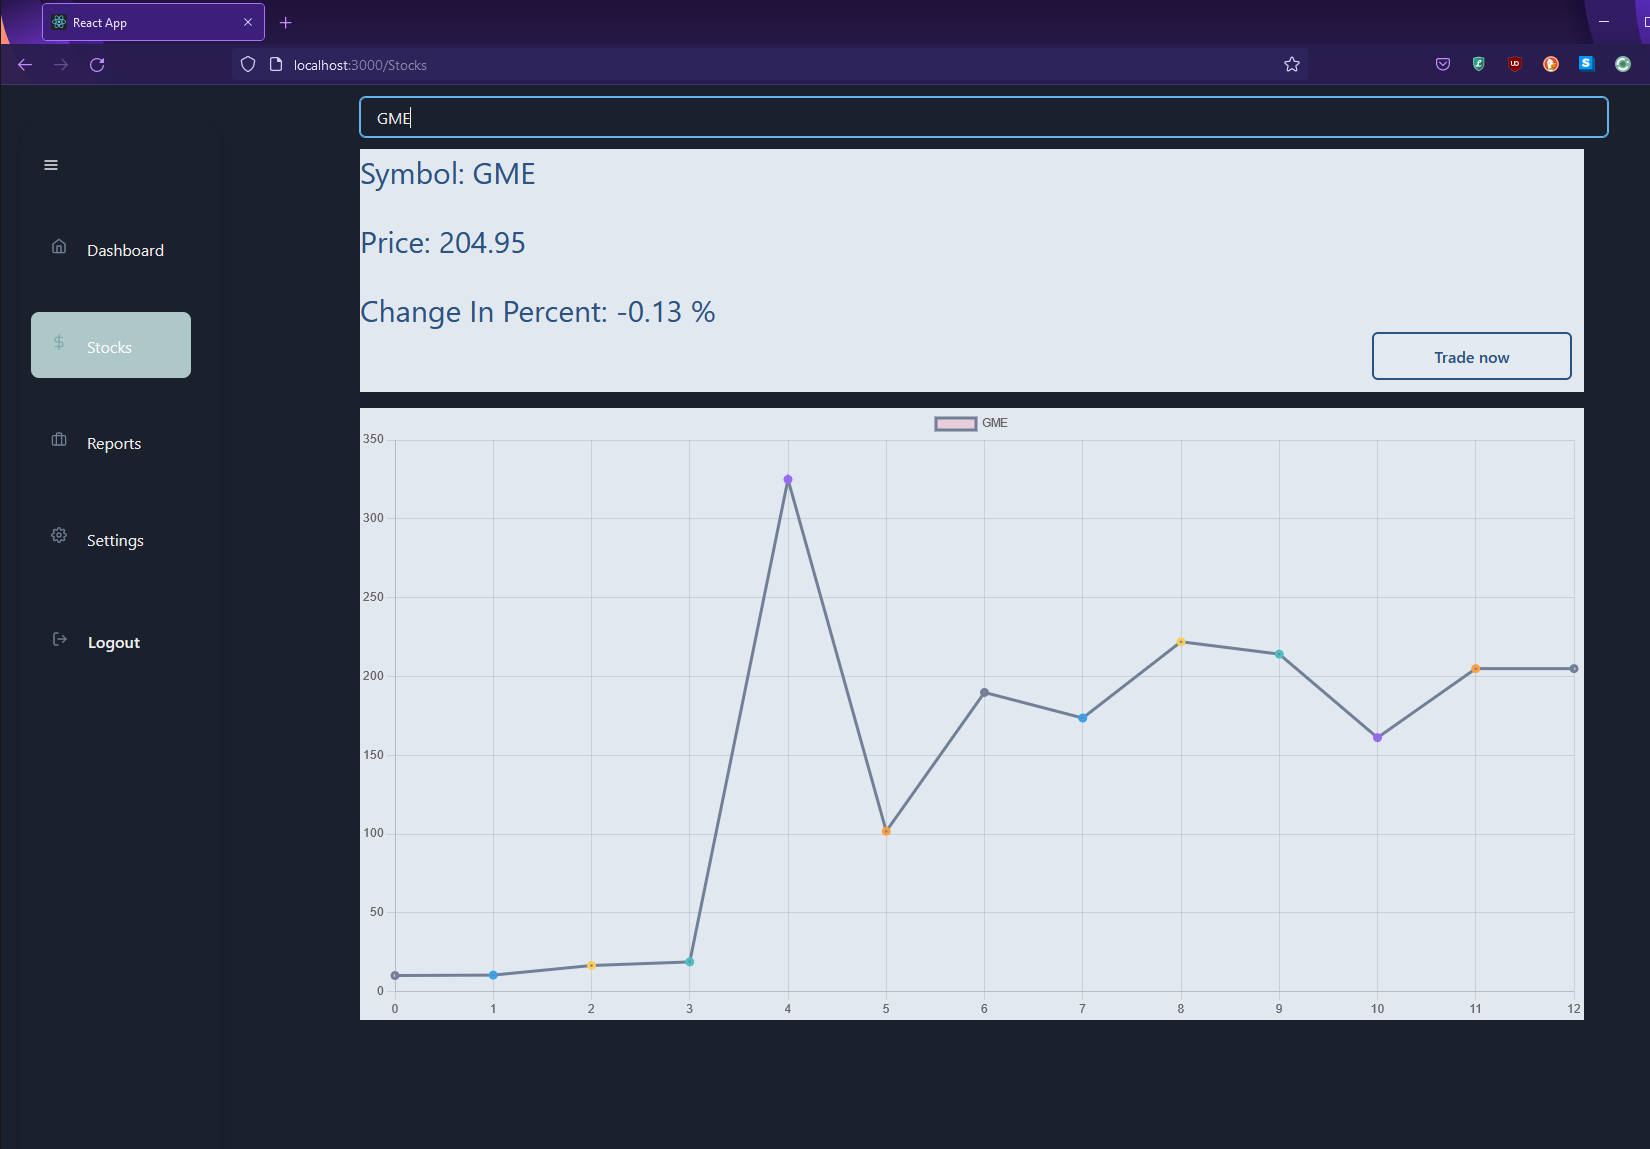 React App
localhost:3000/Stocks
GME
Symbol: GME
Price: 204.95
Change In Percent: -0.13 %
Trade now
Dashboard
Stocks
Reports
Settings
Logout
GME
350
300
250
200
150
100
50
0
0 1 2 3 4 5 6 7 8 9 10 11 12